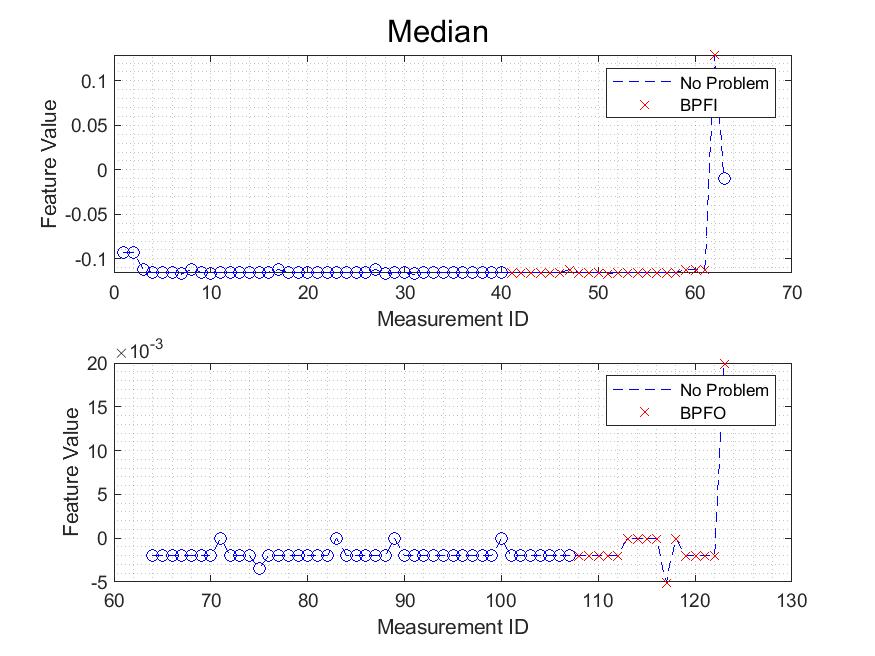 Median
0.1
0.05
0
-0.05
-0.1
Feature Value
No Problem
BPFI
0 10 20 30 40 50 60 70
Measurement ID
×10-3
20
15
10
5
0
-5
Feature Value
No Problem
BPFO
60 70 80 90 100 110 120 130
Measurement ID